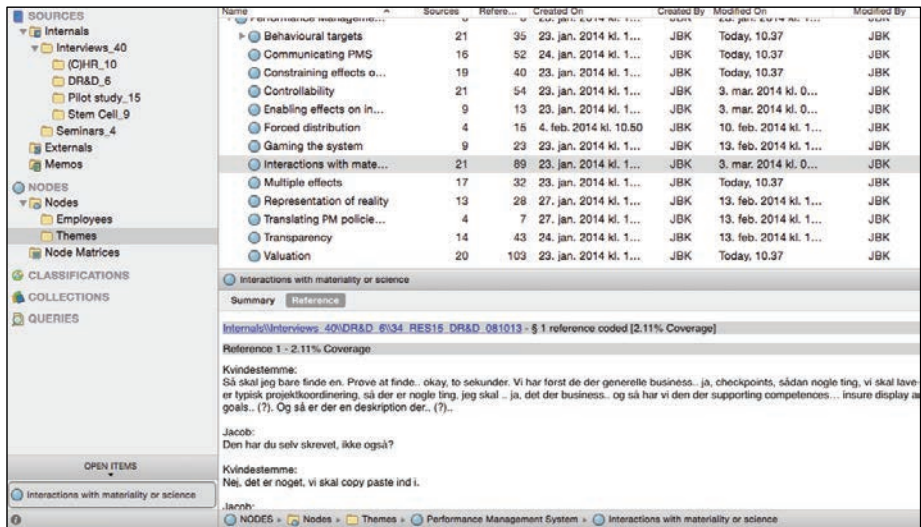 SOURCES
Internals
Interviews_40
(C)HR_10
DR&D_6
Pilot study_15
Stem Cell_9
Seminars_4
Externals
Memos
NODES
Nodes
Employees
Themes
Node Matrices
CLASSIFICATIONS
COLLECTIONS
QUERIES
OPEN ITEMS
Interactions with materiality or science
Name Sources Refere... Created On Created By Modified On Modified By
Performance Manageme...
Behavioural targets 21 35 23. jan. 2014 kl. 1... JBK Today, 10.37 JBK
Communicating PMS 16 52 24. jan. 2014 kl. 1... JBK Today, 10.37 JBK
Constraining effects o... 19 40 23. jan. 2014 kl. 1... JBK Today, 10.37 JBK
Controllability 21 54 23. jan. 2014 kl. 1... JBK 3. mar. 2014 kl. 0... JBK
Enabling effects on in... 9 13 23. jan. 2014 kl. 1... JBK 3. mar. 2014 kl. 0... JBK
Forced distribution 4 15 4. feb. 2014 kl. 10.50 JBK 10. feb. 2014 kl. 1... JBK
Gaming the system 9 23 23. jan. 2014 kl. 1... JBK 13. feb. 2014 kl. 1... JBK
Interactions with mate... 21 89 23. jan. 2014 kl. 1... JBK 3. mar. 2014 kl. 0... JBK
Multiple effects 17 32 23. jan. 2014 kl. 1... JBK Today, 10.37 JBK
Representation of reality 13 28 27. jan. 2014 kl. 1... JBK 13. feb. 2014 kl. 1... JBK
Translating PM policie... 4 7 27. jan. 2014 kl. 1... JBK 13. feb. 2014 kl. 1... JBK
Transparency 14 43 24. jan. 2014 kl. 1... JBK 13. feb. 2014 kl. 1... JBK
Valuation 20 103 23. jan. 2014 kl. 1... JBK Today, 10.37 JBK
Interactions with materiality or science
Summary Reference
Internals\\Interviews_40\\DR&D_6\\34_RES15_DR&D_081013 - § 1 reference coded [2.11% Coverage]
Reference 1 - 2.11% Coverage
Kvindestemme:
Så skal jeg bare finde en. Prøve at finde.. okay, to sekunder. Vi har først de der generelle business.. ja, checkpoints, sådan nogle ting, vi skal lave-
er typisk projektkoordinering, så der er nogle ting, jeg skal .. ja, det der business.. og så har vi den der supporting competences... insure display a
goals.. (?). Og så er der en deskription der.. (?)..
Jacob:
Den har du selv skrevet, ikke også?
Kvindestemme:
Nej, det er noget, vi skal copy paste ind i.
Jacob:
NODES Nodes Themes Performance Management System Interactions with materiality or science